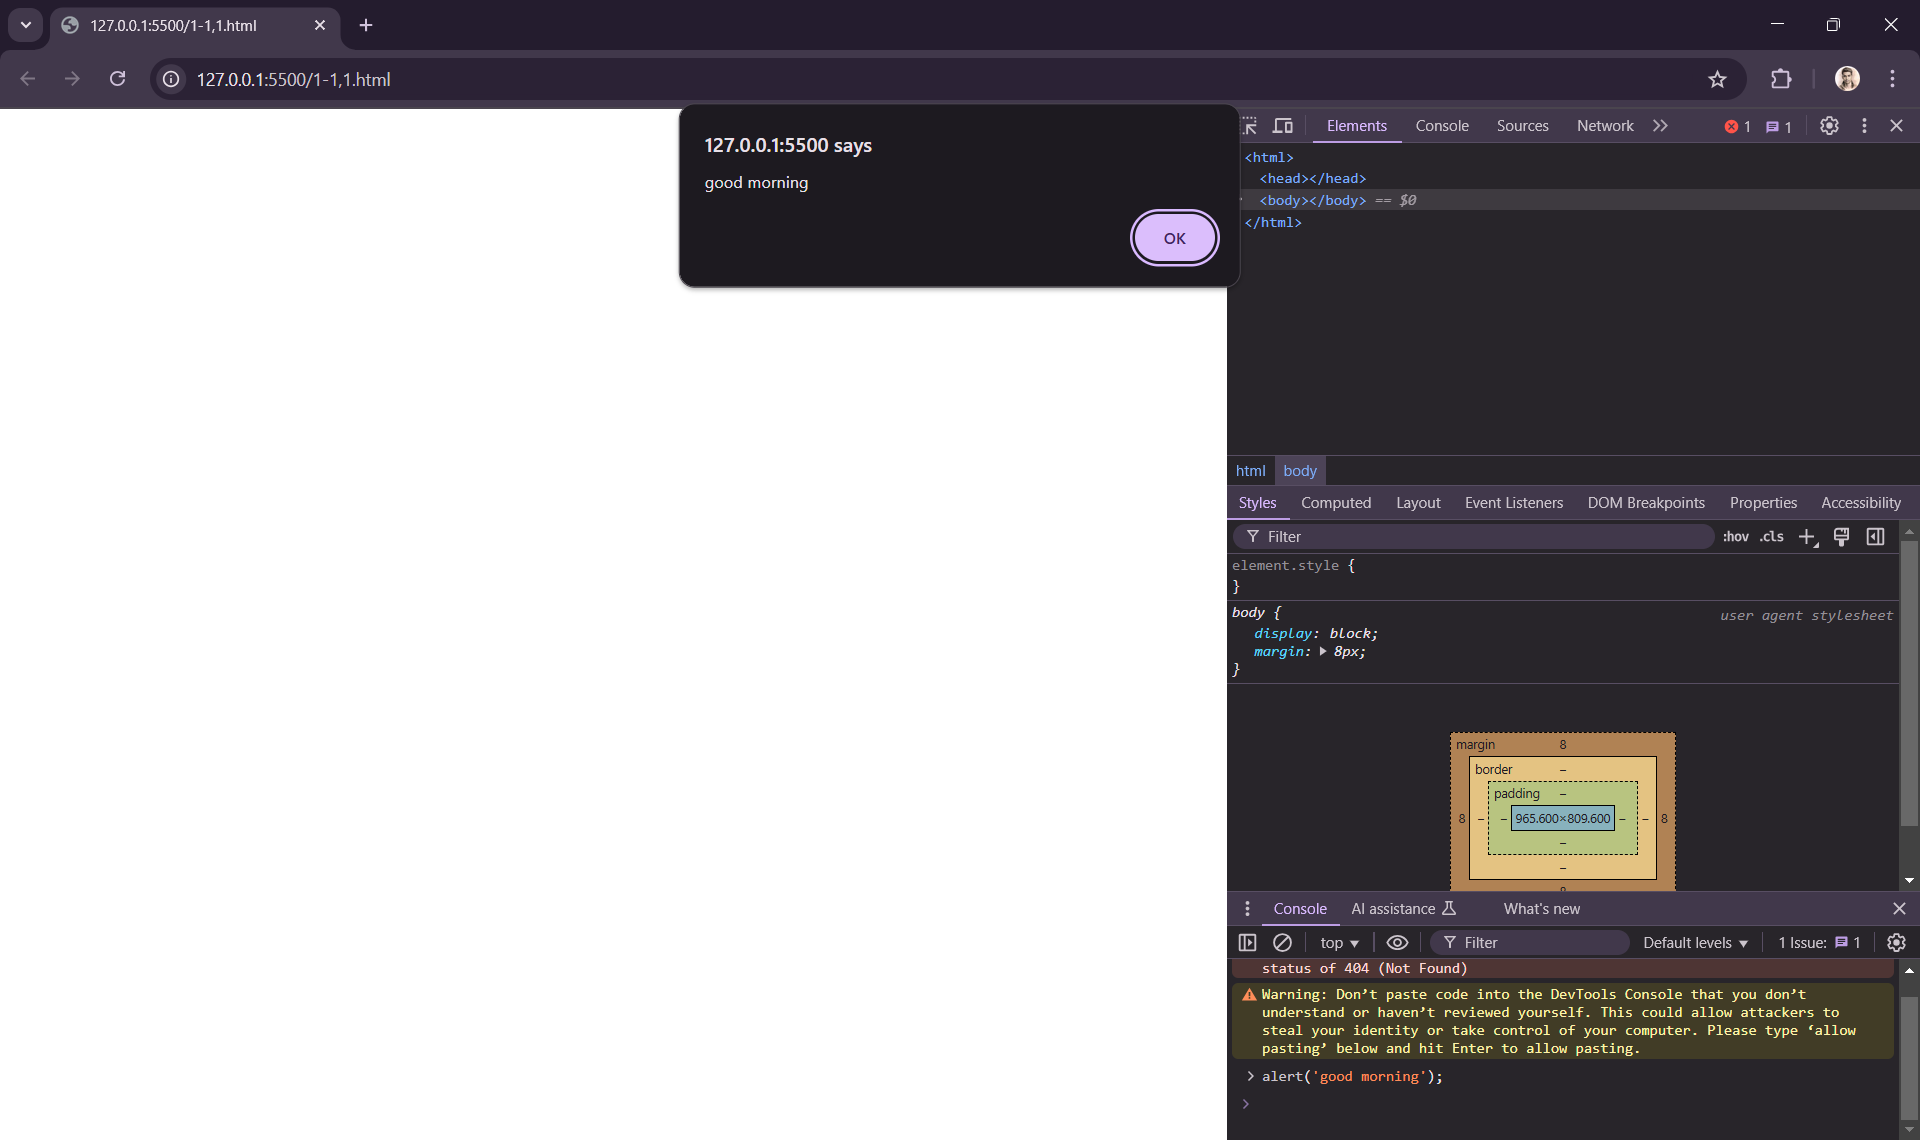 127.0.0.1:5500/1-1,1.html
127.0.0.1:5500/1-1,1.html
127.0.0.1:5500 says
good morning
OK
Elements Console Sources Network 1 1
<html>
<head></head>
<body></body> == $0
</html>
html body
Styles Computed Layout Event Listeners DOM Breakpoints Properties Accessibility
Filter :hov .cls
element.style {
}
body { user agent stylesheet
display: block;
margin: 8px;
}
margin 8
border –
padding –
8 – – 965.600×809.600 – – 8
–
–
Console AI assistance What's new
top Filter Default levels 1 Issue: 1
status of 404 (Not Found)
Warning: Don’t paste code into the DevTools Console that you don’t
understand or haven’t reviewed yourself. This could allow attackers to
steal your identity or take control of your computer. Please type ‘allow
pasting’ below and hit Enter to allow pasting.
alert('good morning');